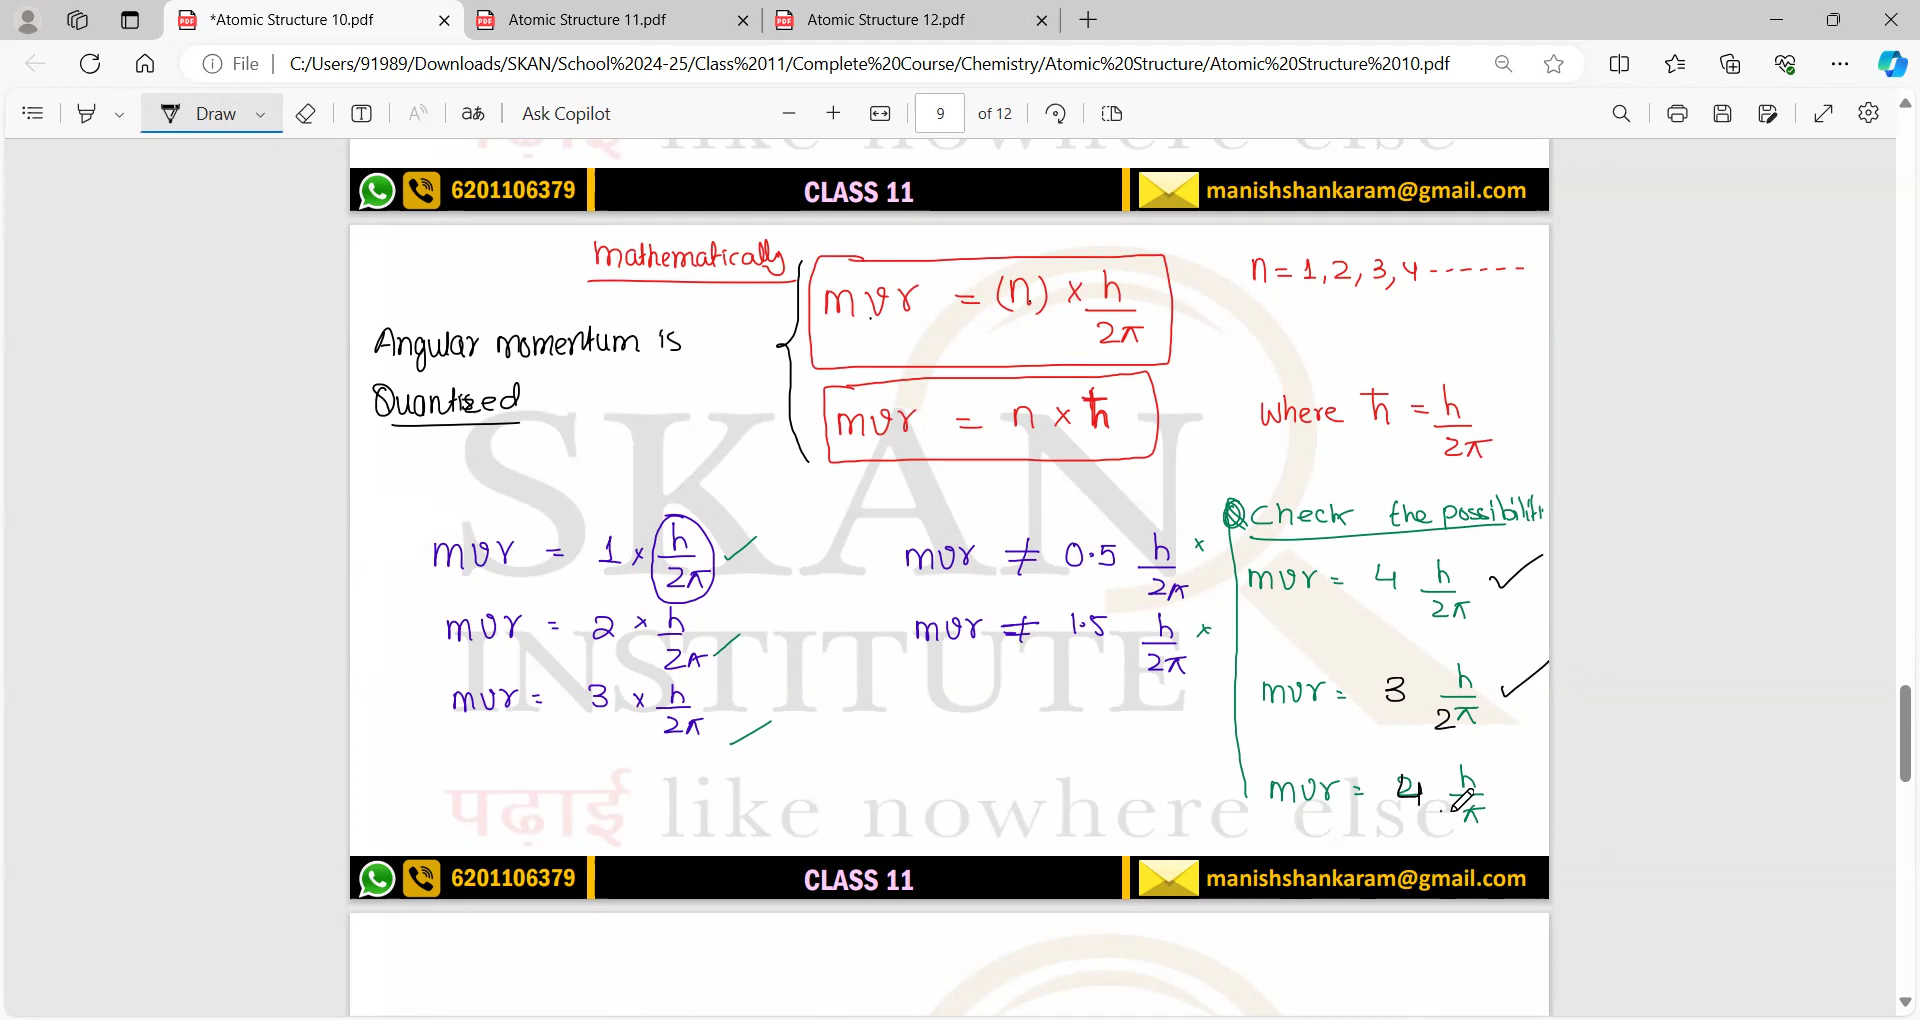 *Atomic Structure 10.pdf
Atomic Structure 11.pdf
Atomic Structure 12.pdf
File
C:/Users/91989/Downloads/SKAN/School%2024-25/Class%2011/Complete%20Course/Chemistry/Atomic%20Structure/Atomic%20Structure%2010.pdf
Draw
Ask Copilot
9 of 12
like nowhere else
6201106379
CLASS 11
manishshankaram@gmail.com
Mathematically
mvr = (n) × h/2π
n = 1, 2, 3, 4 ------
Angular momentum is
Quantised
mvr = n × ħ
where ħ = h/2π
SKAN
INSTITUTE
Check the possibiliti
mvr = 1 × h/2π ✓
mvr ≠ 0.5 h/2π ×
mvr = 4 h/2π ✓
mvr = 2 × h/2π ✓
mvr ≠ 1.5 h/2π ×
mvr = 3 × h/2π ✓
mvr = 3 h/2π ✓
mvr = 4 h/π
पढ़ाई like nowhere else
6201106379
CLASS 11
manishshankaram@gmail.com